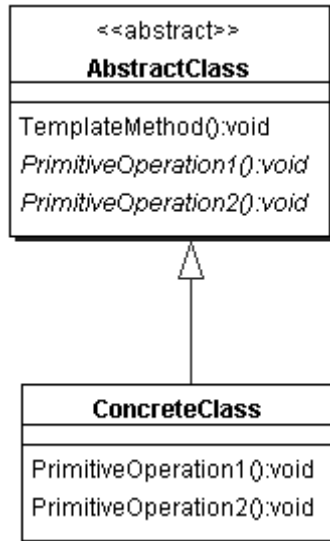 <<abstract>>
AbstractClass
TemplateMethod():void
PrimitiveOperation1():void
PrimitiveOperation2():void
ConcreteClass
PrimitiveOperation1():void
PrimitiveOperation2():void